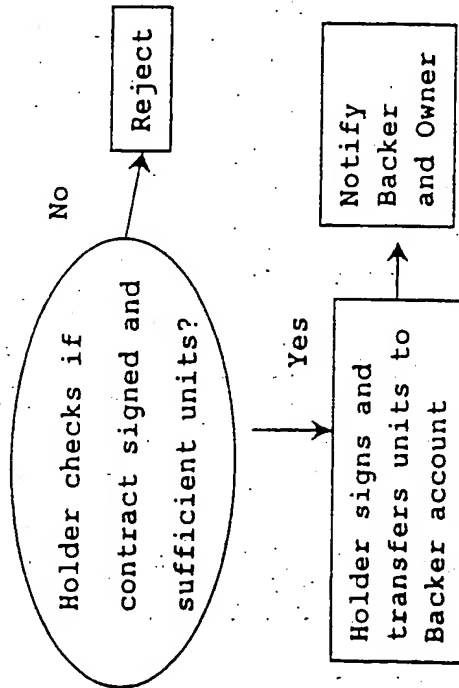 Holder checks if
contract signed and
sufficient units?
No
Reject
Yes
Holder signs and
transfers units to
Backer account
Notify
Backer
and Owner